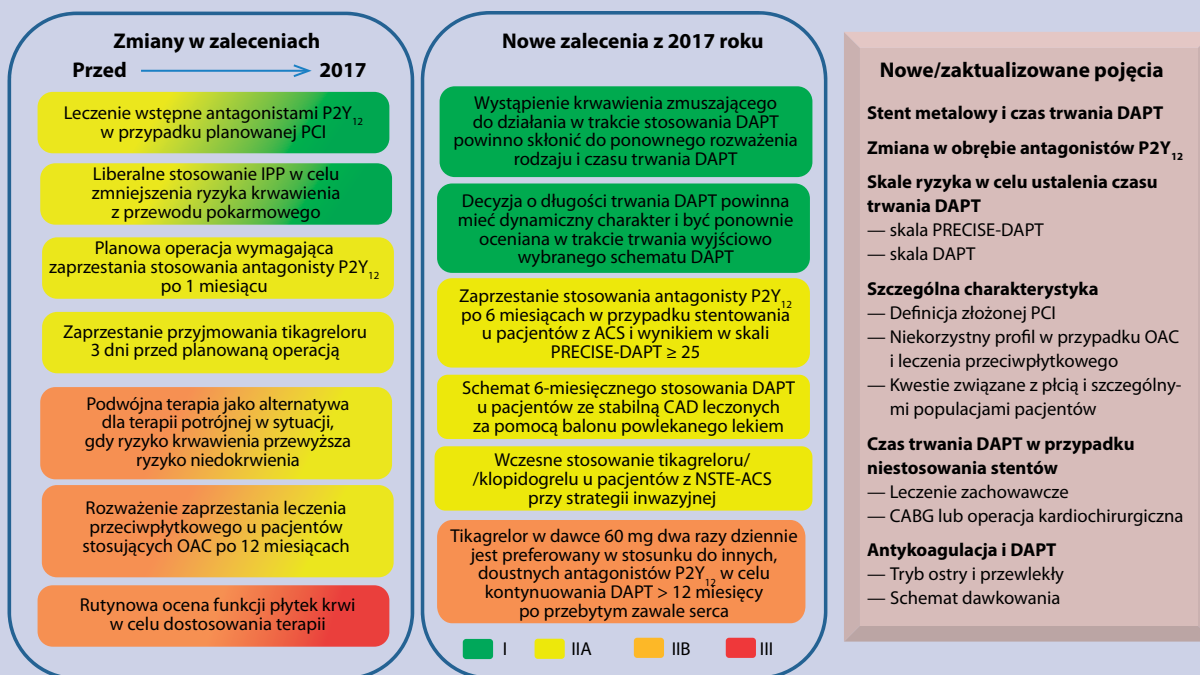 Zmiany w zaleceniach
Przed
2017
Leczenie wstępne antagonistami P2Y12
w przypadku planowanej PCI
Liberalne stosowanie IPP w celu
zmniejszenia ryzyka krwawienia
z przewodu pokarmowego
Planowa operacja wymagająca
zaprzestania stosowania antagonisty P2Y12
po 1 miesiącu
Zaprzestanie przyjmowania tikagreloru
3 dni przed planowaną operacją
Podwójna terapia jako alternatywa
dla terapii potrójnej w sytuacji,
gdy ryzyko krwawienia przewyższa
ryzyko niedokrwienia
Rozważenie zaprzestania leczenia
przeciwpłytkowego u pacjentów
stosujących OAC po 12 miesiącach
Rutynowa ocena funkcji płytek krwi
w celu dostosowania terapii
Nowe zalecenia z 2017 roku
Wystąpienie krwawienia zmuszającego
do działania w trakcie stosowania DAPT
powinno skłonić do ponownego rozważenia
rodzaju i czasu trwania DAPT
Decyzja o długości trwania DAPT powinna
mieć dynamiczny charakter i być ponownie
oceniana w trakcie trwania wyjściowo
wybranego schematu DAPT
Zaprzestanie stosowania antagonisty P2Y12
po 6 miesiącach w przypadku stentowania
u pacjentów z ACS i wynikiem w skali
PRECISE-DAPT ≥ 25
Schemat 6-miesięcznego stosowania DAPT
u pacjentów ze stabilną CAD leczonych
za pomocą balonu powlekanego lekiem
Wczesne stosowanie tikagreloru/
/klopidogrelu u pacjentów z NSTE-ACS
przy strategii inwazyjnej
Tikagrelor w dawce 60 mg dwa razy dziennie
jest preferowany w stosunku do innych,
doustnych antagonistów P2Y12 w celu
kontynuowania DAPT > 12 miesięcy
po przebytym zawale serca
I IIA IIB III
Nowe/zaktualizowane pojęcia
Stent metalowy i czas trwania DAPT
Zmiana w obrębie antagonistów P2Y12
Skale ryzyka w celu ustalenia czasu
trwania DAPT
— skala PRECISE-DAPT
— skala DAPT
Szczególna charakterystyka
— Definicja złożonej PCI
— Niekorzystny profil w przypadku OAC
i leczenia przeciwpłytkowego
— Kwestie związane z płcią i szczególny-
mi populacjami pacjentów
Czas trwania DAPT w przypadku
niestosowania stentów
— Leczenie zachowawcze
— CABG lub operacja kardiochirurgiczna
Antykoagulacja i DAPT
— Tryb ostry i przewlekły
— Schemat dawkowania